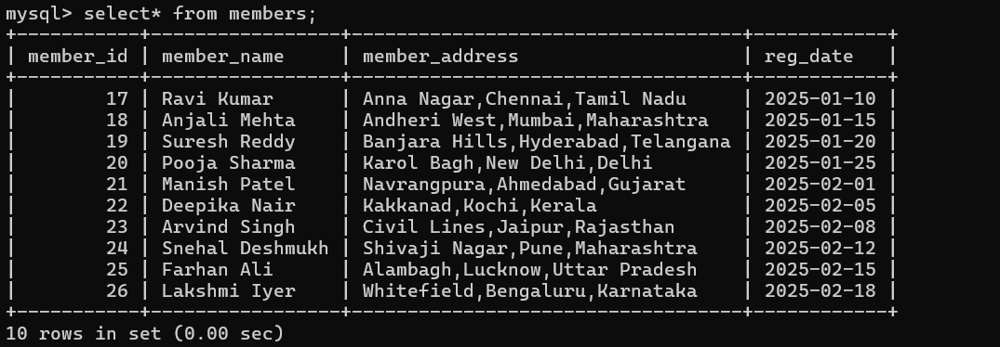 mysql> select* from members;
+-----------+-----------------+-----------------------------------+------------+
| member_id | member_name     | member_address                    | reg_date   |
+-----------+-----------------+-----------------------------------+------------+
|        17 | Ravi Kumar      | Anna Nagar,Chennai,Tamil Nadu     | 2025-01-10 |
|        18 | Anjali Mehta    | Andheri West,Mumbai,Maharashtra   | 2025-01-15 |
|        19 | Suresh Reddy    | Banjara Hills,Hyderabad,Telangana | 2025-01-20 |
|        20 | Pooja Sharma    | Karol Bagh,New Delhi,Delhi        | 2025-01-25 |
|        21 | Manish Patel    | Navrangpura,Ahmedabad,Gujarat     | 2025-02-01 |
|        22 | Deepika Nair    | Kakkanad,Kochi,Kerala             | 2025-02-05 |
|        23 | Arvind Singh    | Civil Lines,Jaipur,Rajasthan      | 2025-02-08 |
|        24 | Snehal Deshmukh | Shivaji Nagar,Pune,Maharashtra    | 2025-02-12 |
|        25 | Farhan Ali      | Alambagh,Lucknow,Uttar Pradesh    | 2025-02-15 |
|        26 | Lakshmi Iyer    | Whitefield,Bengaluru,Karnataka    | 2025-02-18 |
+-----------+-----------------+-----------------------------------+------------+
10 rows in set (0.00 sec)